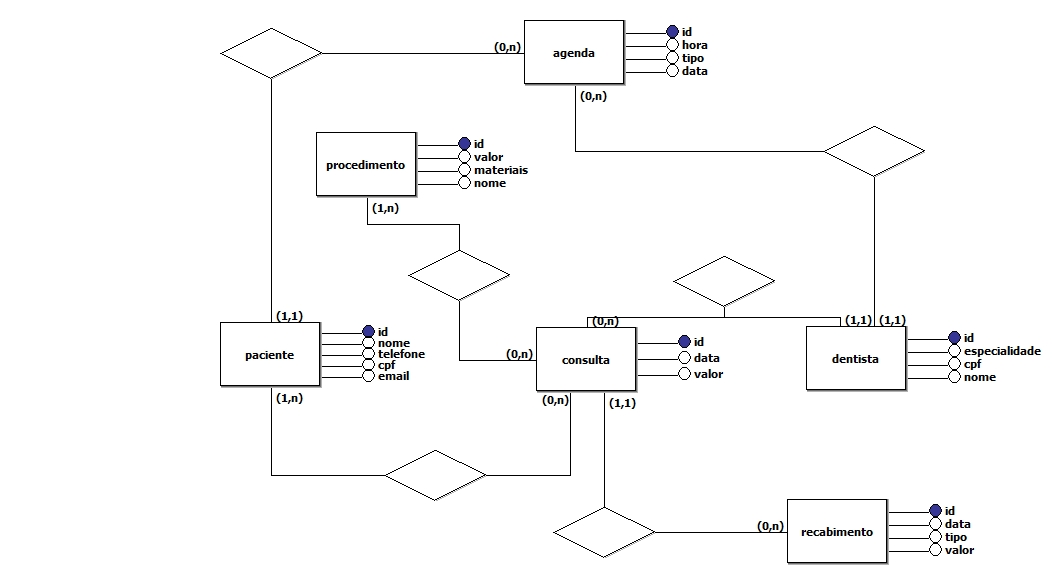 agenda
id
hora
tipo
data
(0,n)
(0,n)
procedimento
id
valor
materiais
nome
(1,n)
(1,1)
paciente
id
nome
telefone
cpf
email
(1,n)
(0,n)
(0,n)
consulta
id
data
valor
(0,n)
(1,1)
(1,1)
(1,1)
dentista
id
especialidade
cpf
nome
(0,n)
recabimento
id
data
tipo
valor